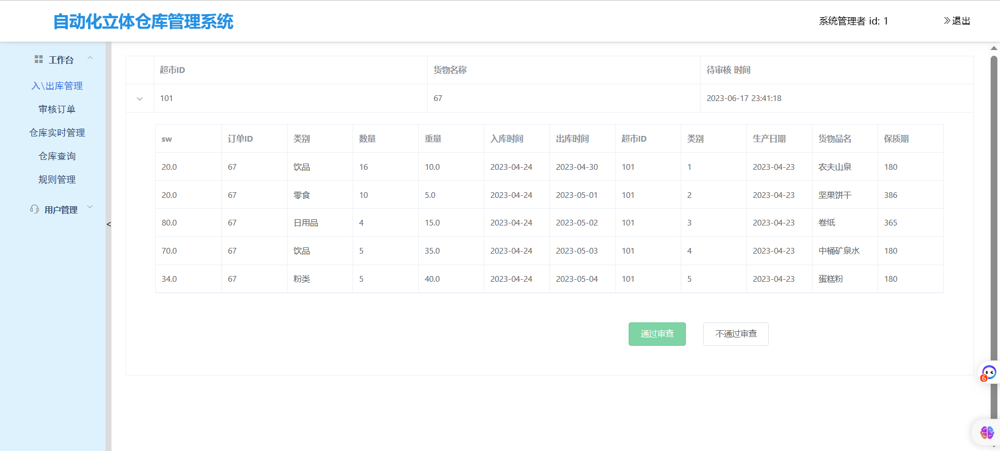 自动化立体仓库管理系统
系统管理者 id: 1
退出
工作台
入\出库管理
审核订单
仓库实时管理
仓库查询
规则管理
用户管理
<
超市ID 货物名称 待审核 时间
101 67 2023-06-17 23:41:18
sw 订单ID 类别 数量 重量 入库时间 出库时间 超市ID 类别 生产日期 货物品名 保质期
20.0 67 饮品 16 10.0 2023-04-24 2023-04-30 101 1 2023-04-23 农夫山泉 180
20.0 67 零食 10 5.0 2023-04-24 2023-05-01 101 2 2023-04-23 坚果饼干 386
80.0 67 日用品 4 15.0 2023-04-24 2023-05-02 101 3 2023-04-23 卷纸 365
70.0 67 饮品 5 35.0 2023-04-24 2023-05-03 101 4 2023-04-23 中桶矿泉水 180
34.0 67 粉类 5 40.0 2023-04-24 2023-05-04 101 5 2023-04-23 蛋糕粉 180
通过审查 不通过审查
6